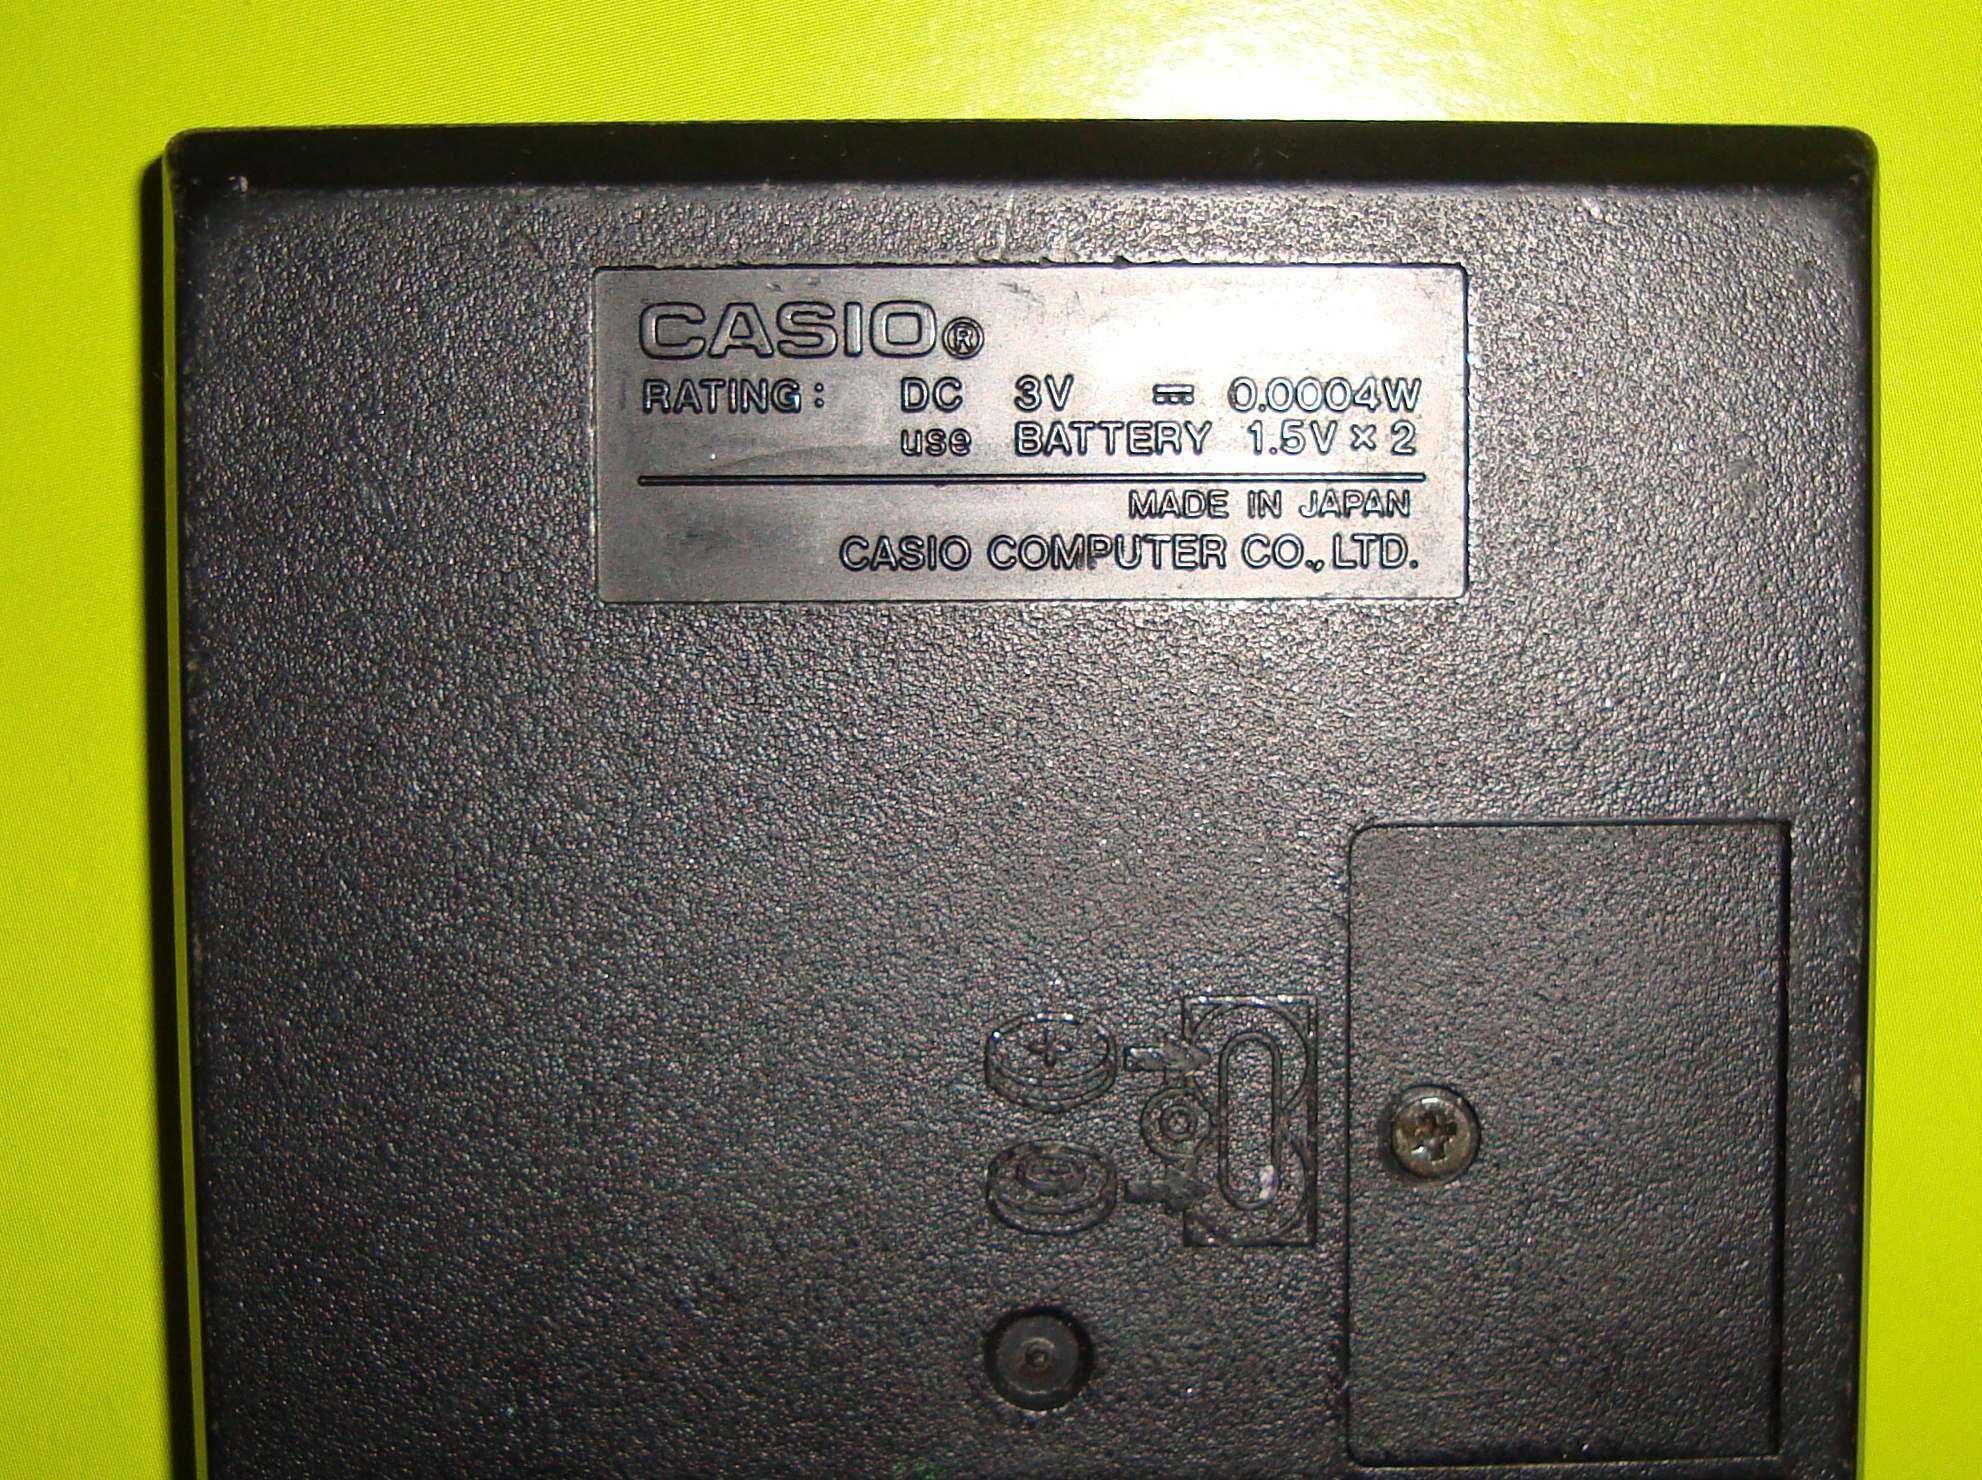 CASIO®
RATING: DC 3V ⎓ 0.0004W
use BATTERY 1.5V × 2
MADE IN JAPAN
CASIO COMPUTER CO., LTD.